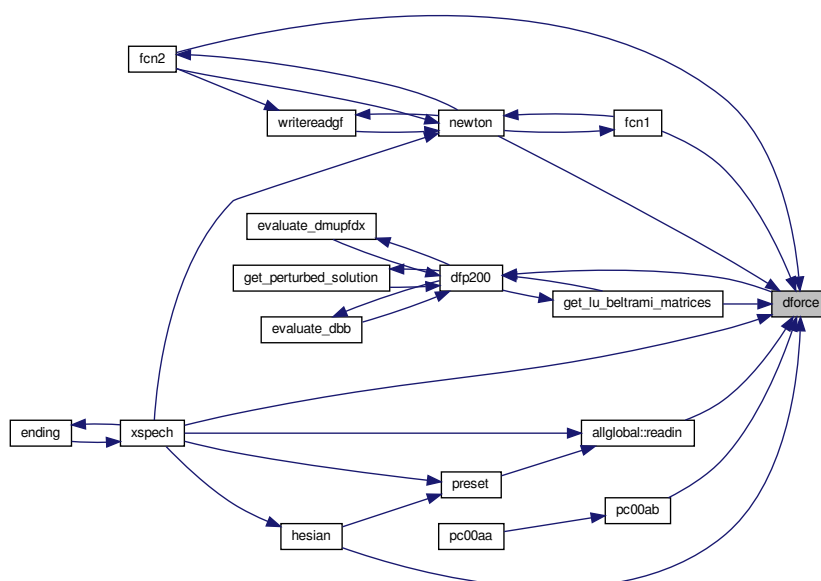 fcn2
writereadgf
newton
fcn1
evaluate_dmupfdx
get_perturbed_solution
dfp200
evaluate_dbb
get_lu_beltrami_matrices
dforce
ending
xspech
allglobal::readin
preset
pc00ab
hesian
pc00aa